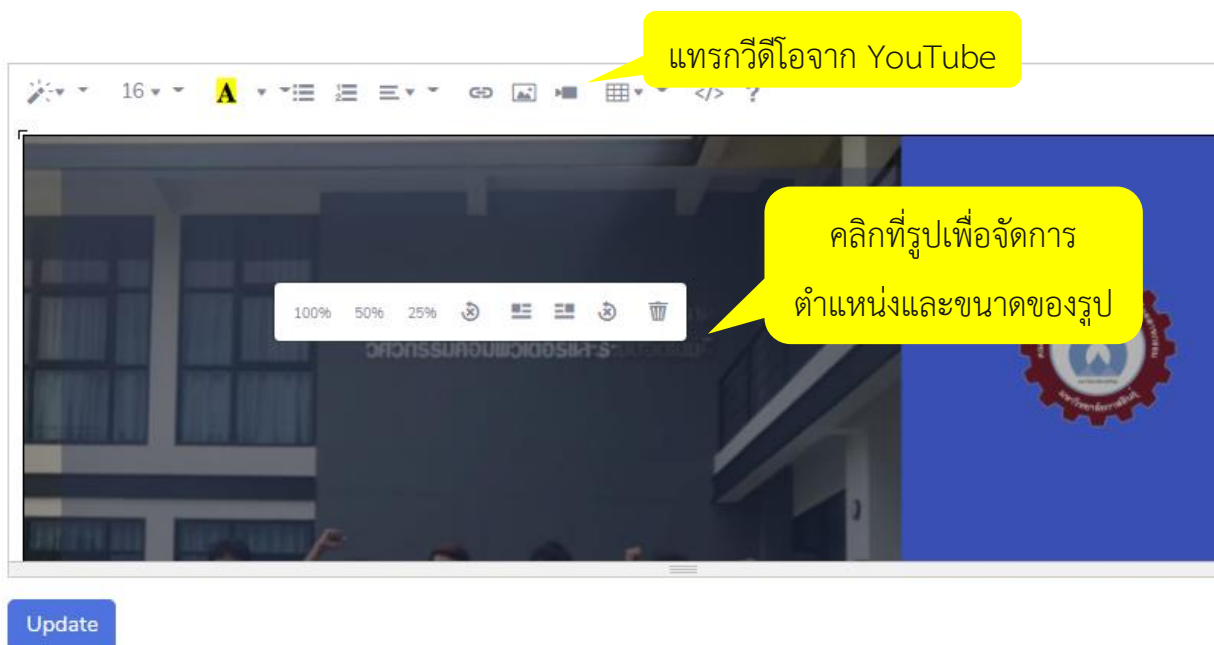 แทรกวีดีโอจาก YouTube
16
A
</>
?
คลิกที่รูปเพื่อจัดการ
ตำแหน่งและขนาดของรูป
100% 50% 25%
Update